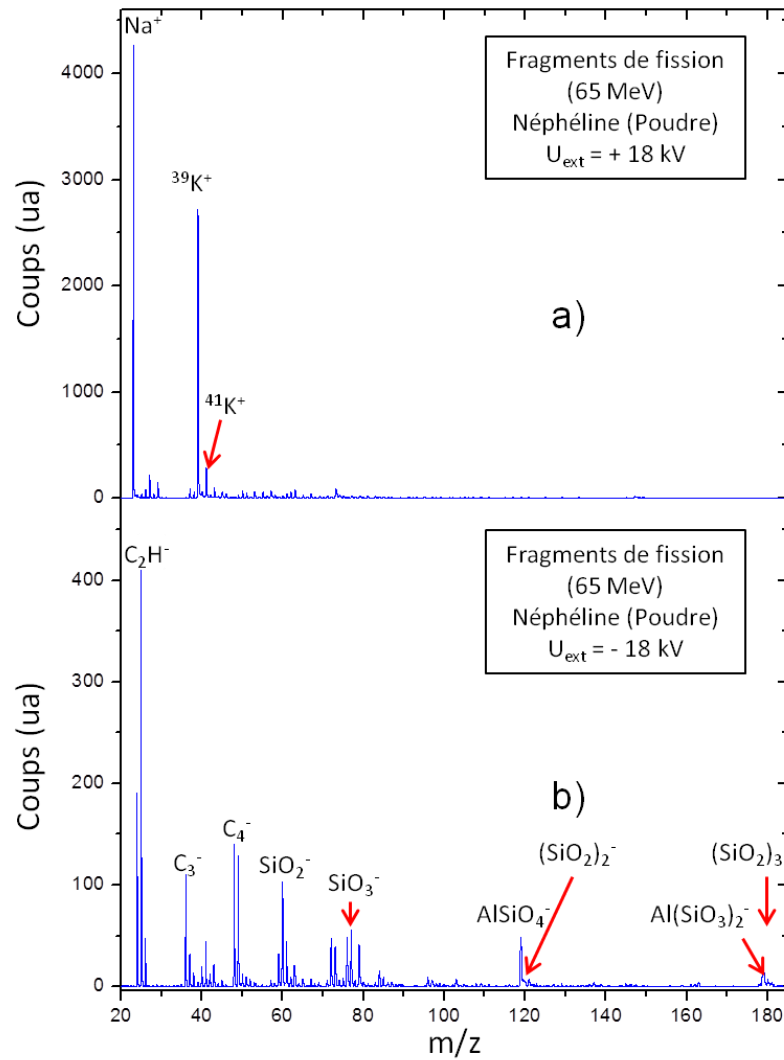 Na⁺
Fragments de fission
(65 MeV)
Néphéline (Poudre)
U_ext = + 18 kV
4000
³⁹K⁺
3000
Coups (ua)
2000
a)
1000
⁴¹K⁺
0
C₂H⁻
Fragments de fission
(65 MeV)
Néphéline (Poudre)
U_ext = - 18 kV
400
300
Coups (ua)
200
b)
C₄⁻
(SiO₂)₂⁻
(SiO₂)₃
C₃⁻
SiO₂⁻
SiO₃⁻
100
AlSiO₄⁻
Al(SiO₃)₂⁻
0
20 40 60 80 100 120 140 160 180
m/z